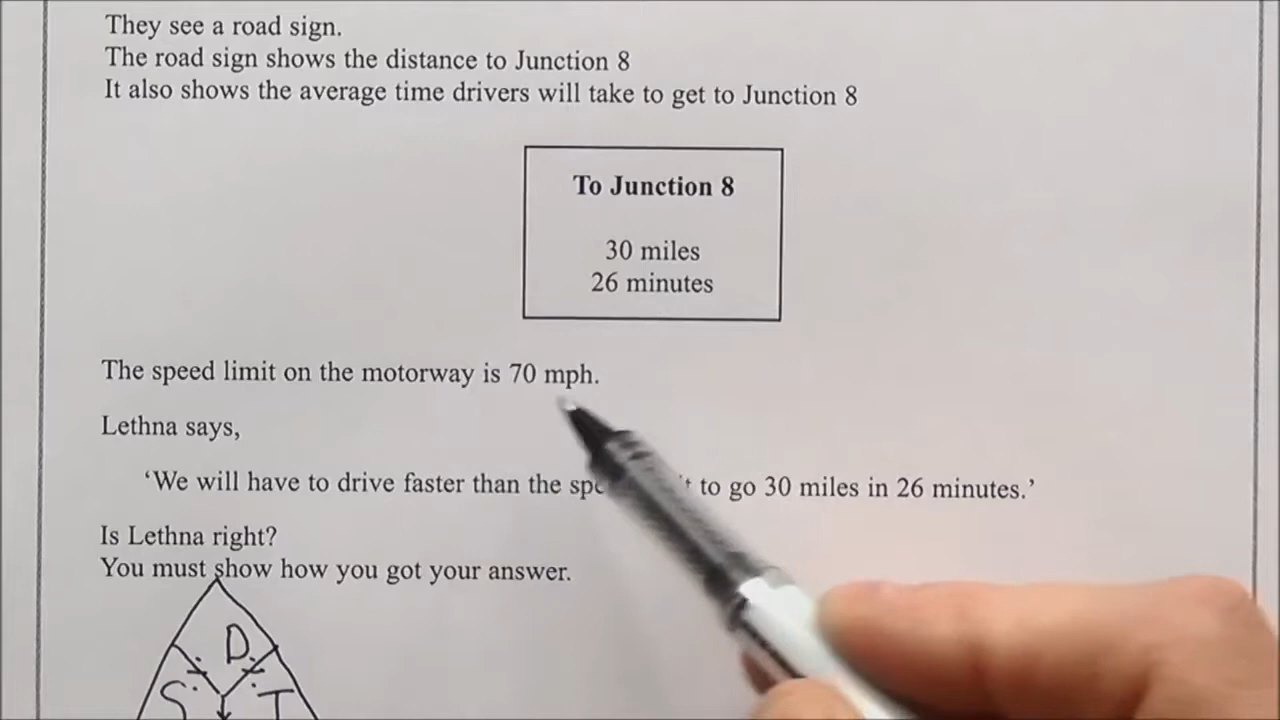 They see a road sign.
The road sign shows the distance to Junction 8
It also shows the average time drivers will take to get to Junction 8
To Junction 8
30 miles
26 minutes
The speed limit on the motorway is 70 mph.
Lethna says,
‘We will have to drive faster than the to go 30 miles in 26 minutes.’
Is Lethna right?
You must show how you got your answer.
D
S T